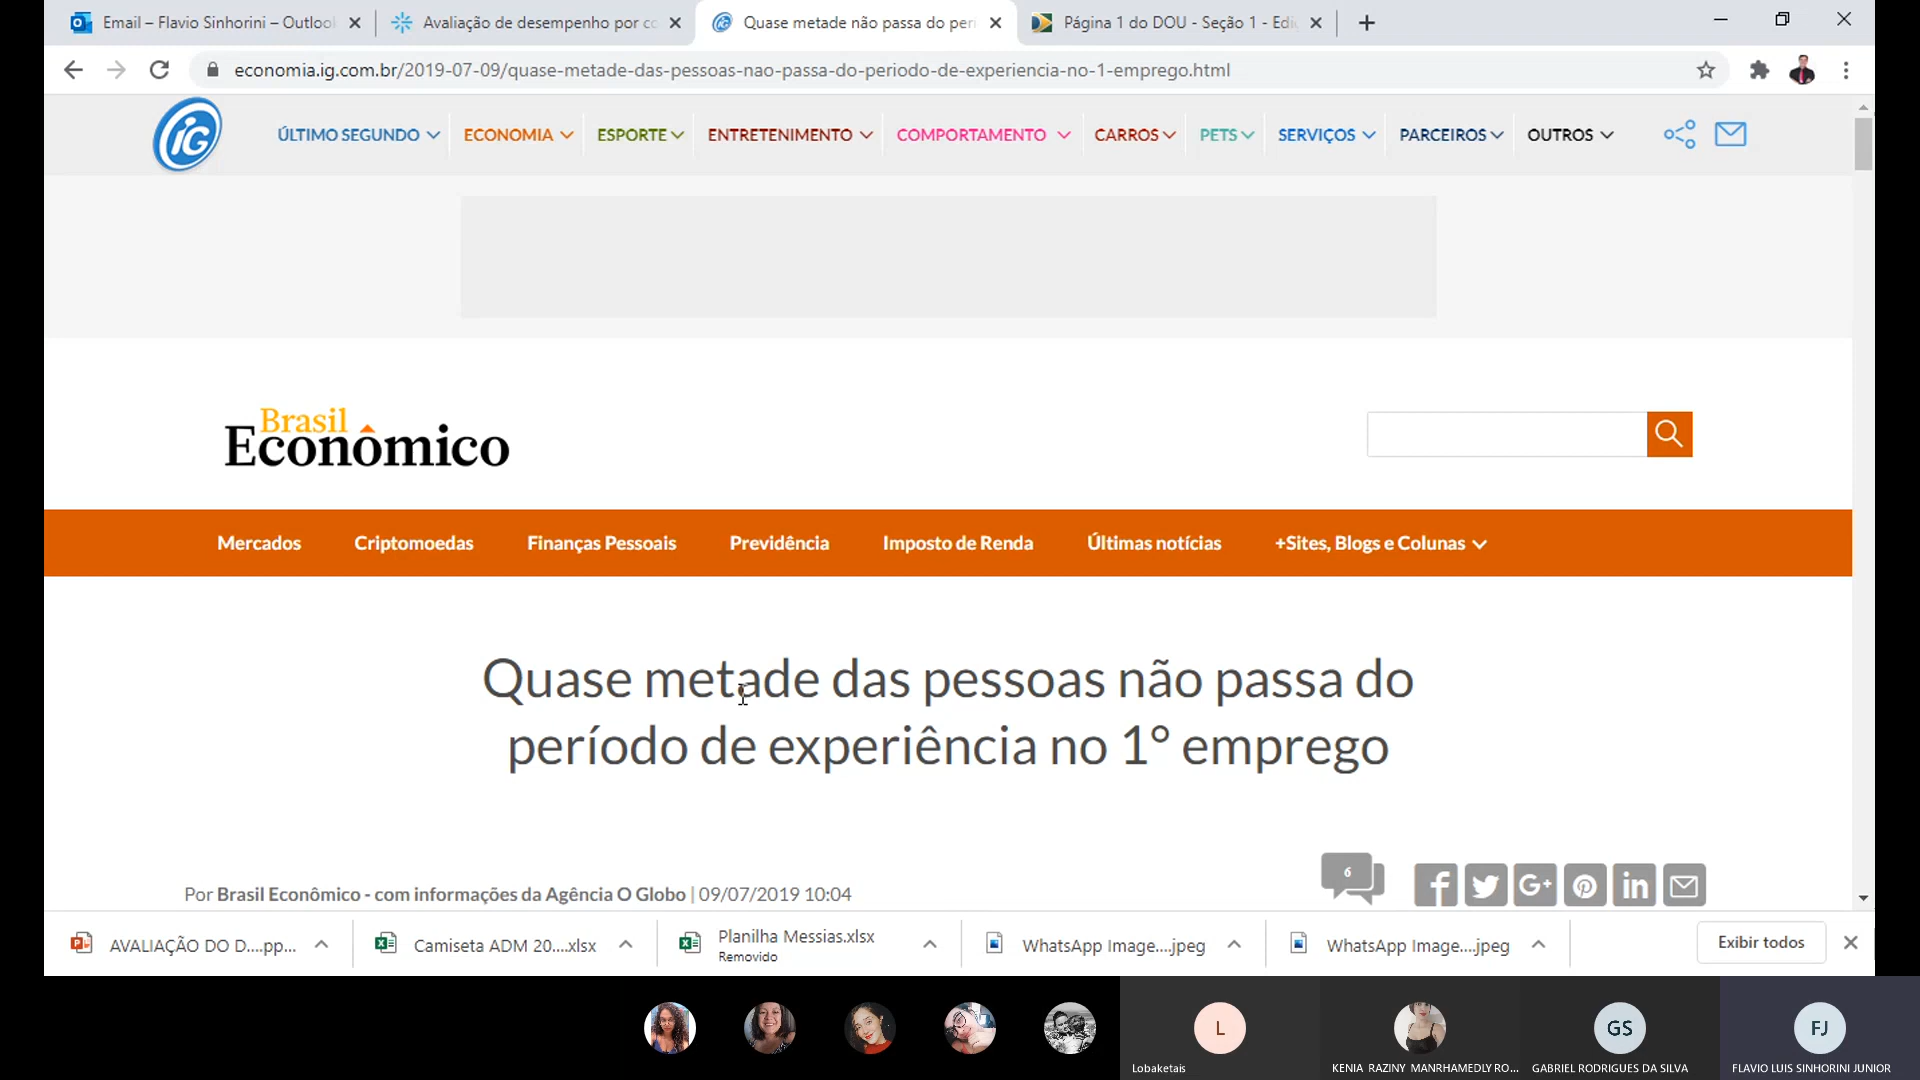 Email – Flavio Sinhorini – Outlook
Avaliação de desempenho por co
Quase metade não passa do perí
Página 1 do DOU - Seção 1 - Ediç
economia.ig.com.br/2019-07-09/quase-metade-das-pessoas-nao-passa-do-periodo-de-experiencia-no-1-emprego.html
iG
ÚLTIMO SEGUNDO
ECONOMIA
ESPORTE
ENTRETENIMENTO
COMPORTAMENTO
CARROS
PETS
SERVIÇOS
PARCEIROS
OUTROS
Brasil
Econômico
Mercados
Criptomoedas
Finanças Pessoais
Previdência
Imposto de Renda
Últimas notícias
+Sites, Blogs e Colunas
Quase metade das pessoas não passa do
período de experiência no 1° emprego
6
Por Brasil Econômico - com informações da Agência O Globo | 09/07/2019 10:04
AVALIAÇÃO DO D....pp...
Camiseta ADM 20....xlsx
Planilha Messias.xlsx
Removido
WhatsApp Image....jpeg
WhatsApp Image....jpeg
Exibir todos
L
GS
FJ
Lobaketais
KENIA RAZINY MANRHAMEDLY RO...
GABRIEL RODRIGUES DA SILVA
FLAVIO LUIS SINHORINI JUNIOR